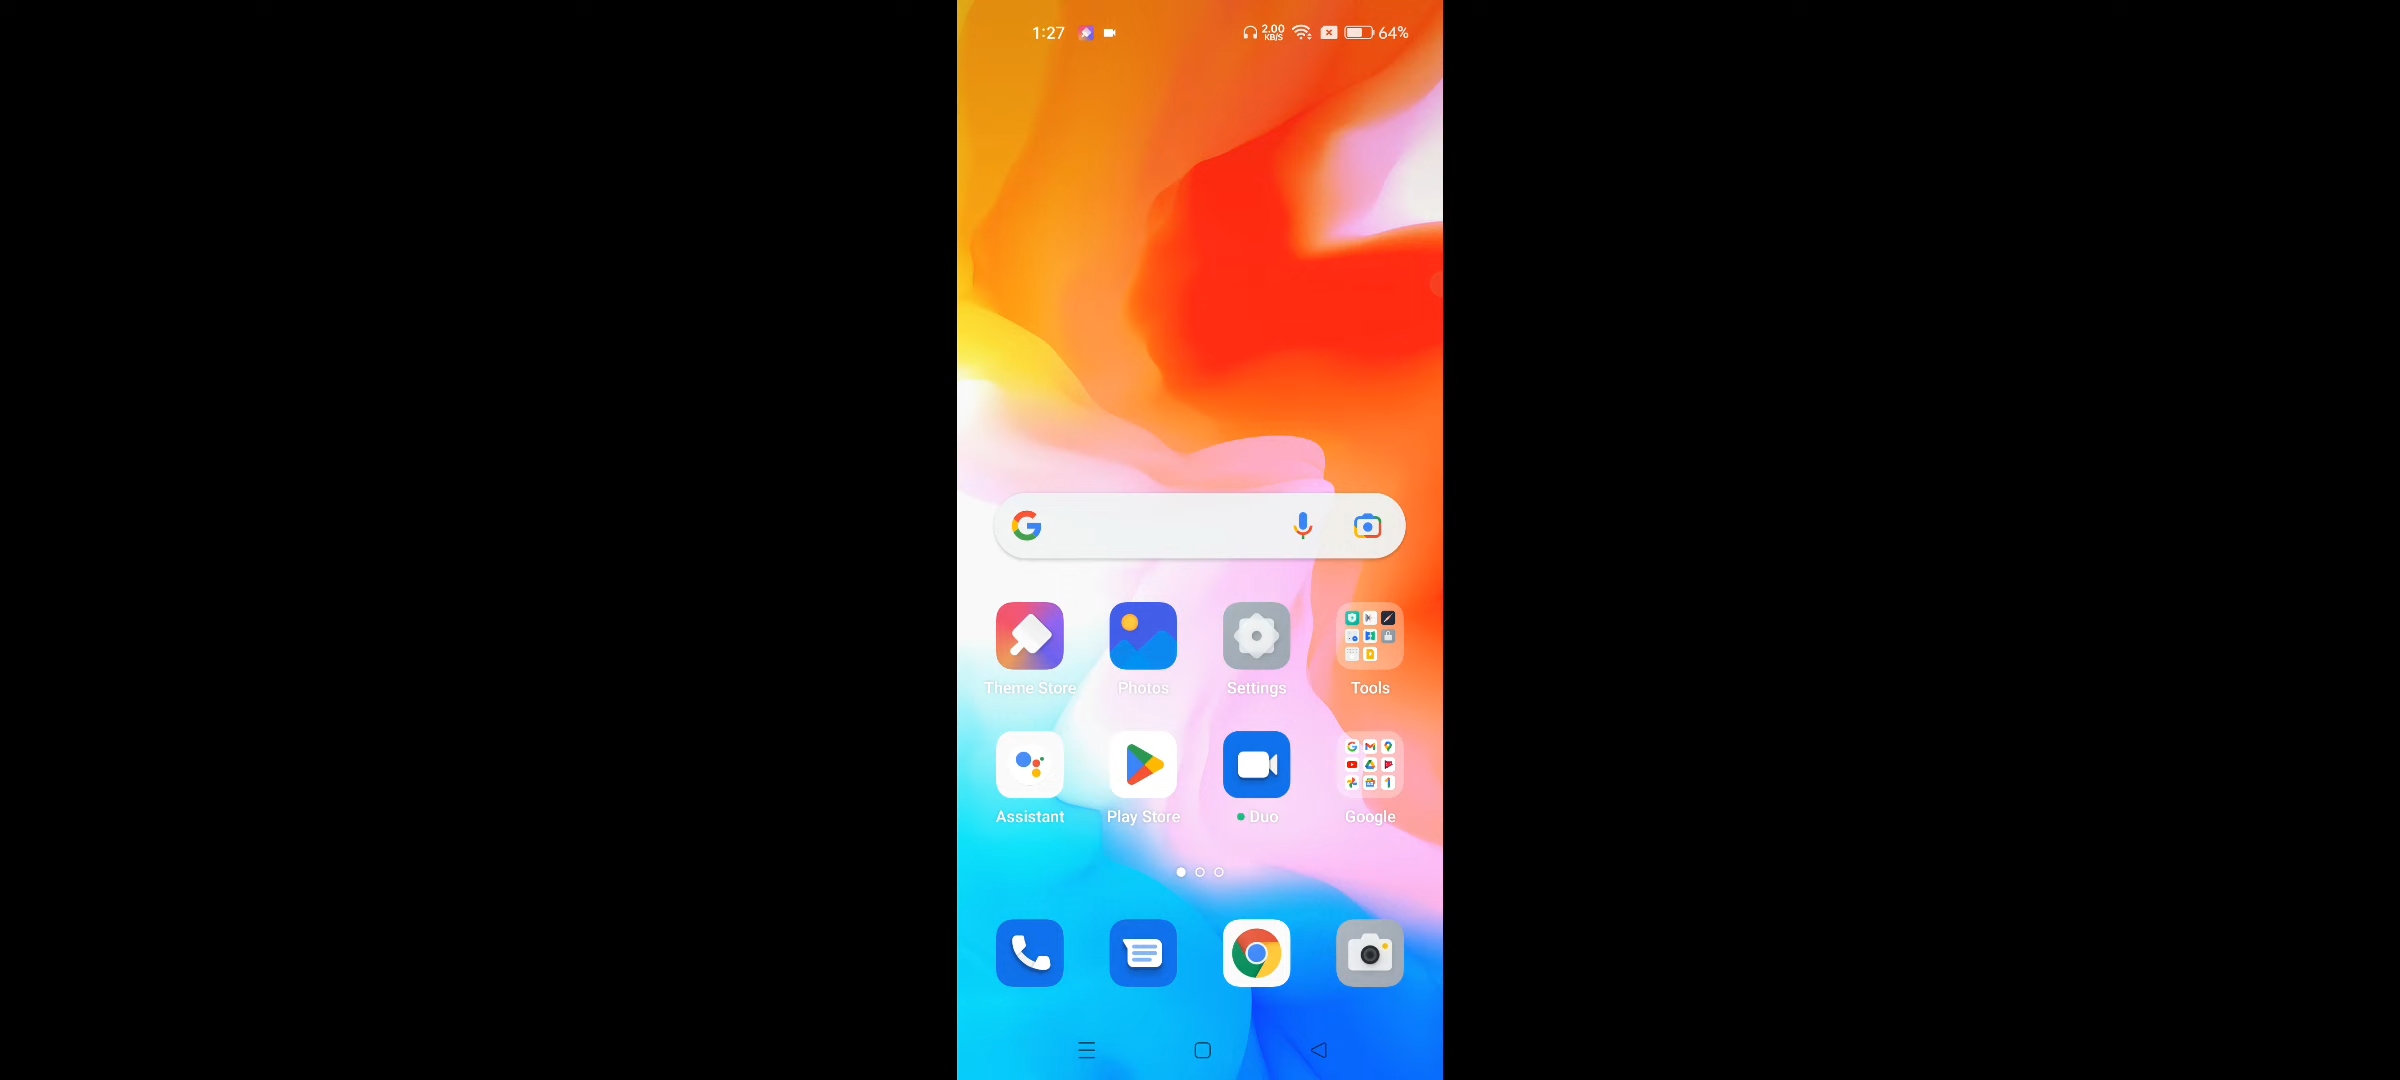 1:27 2.00 KB/S 64%
Theme Store Photos Settings Tools
Assistant Play Store Duo Google